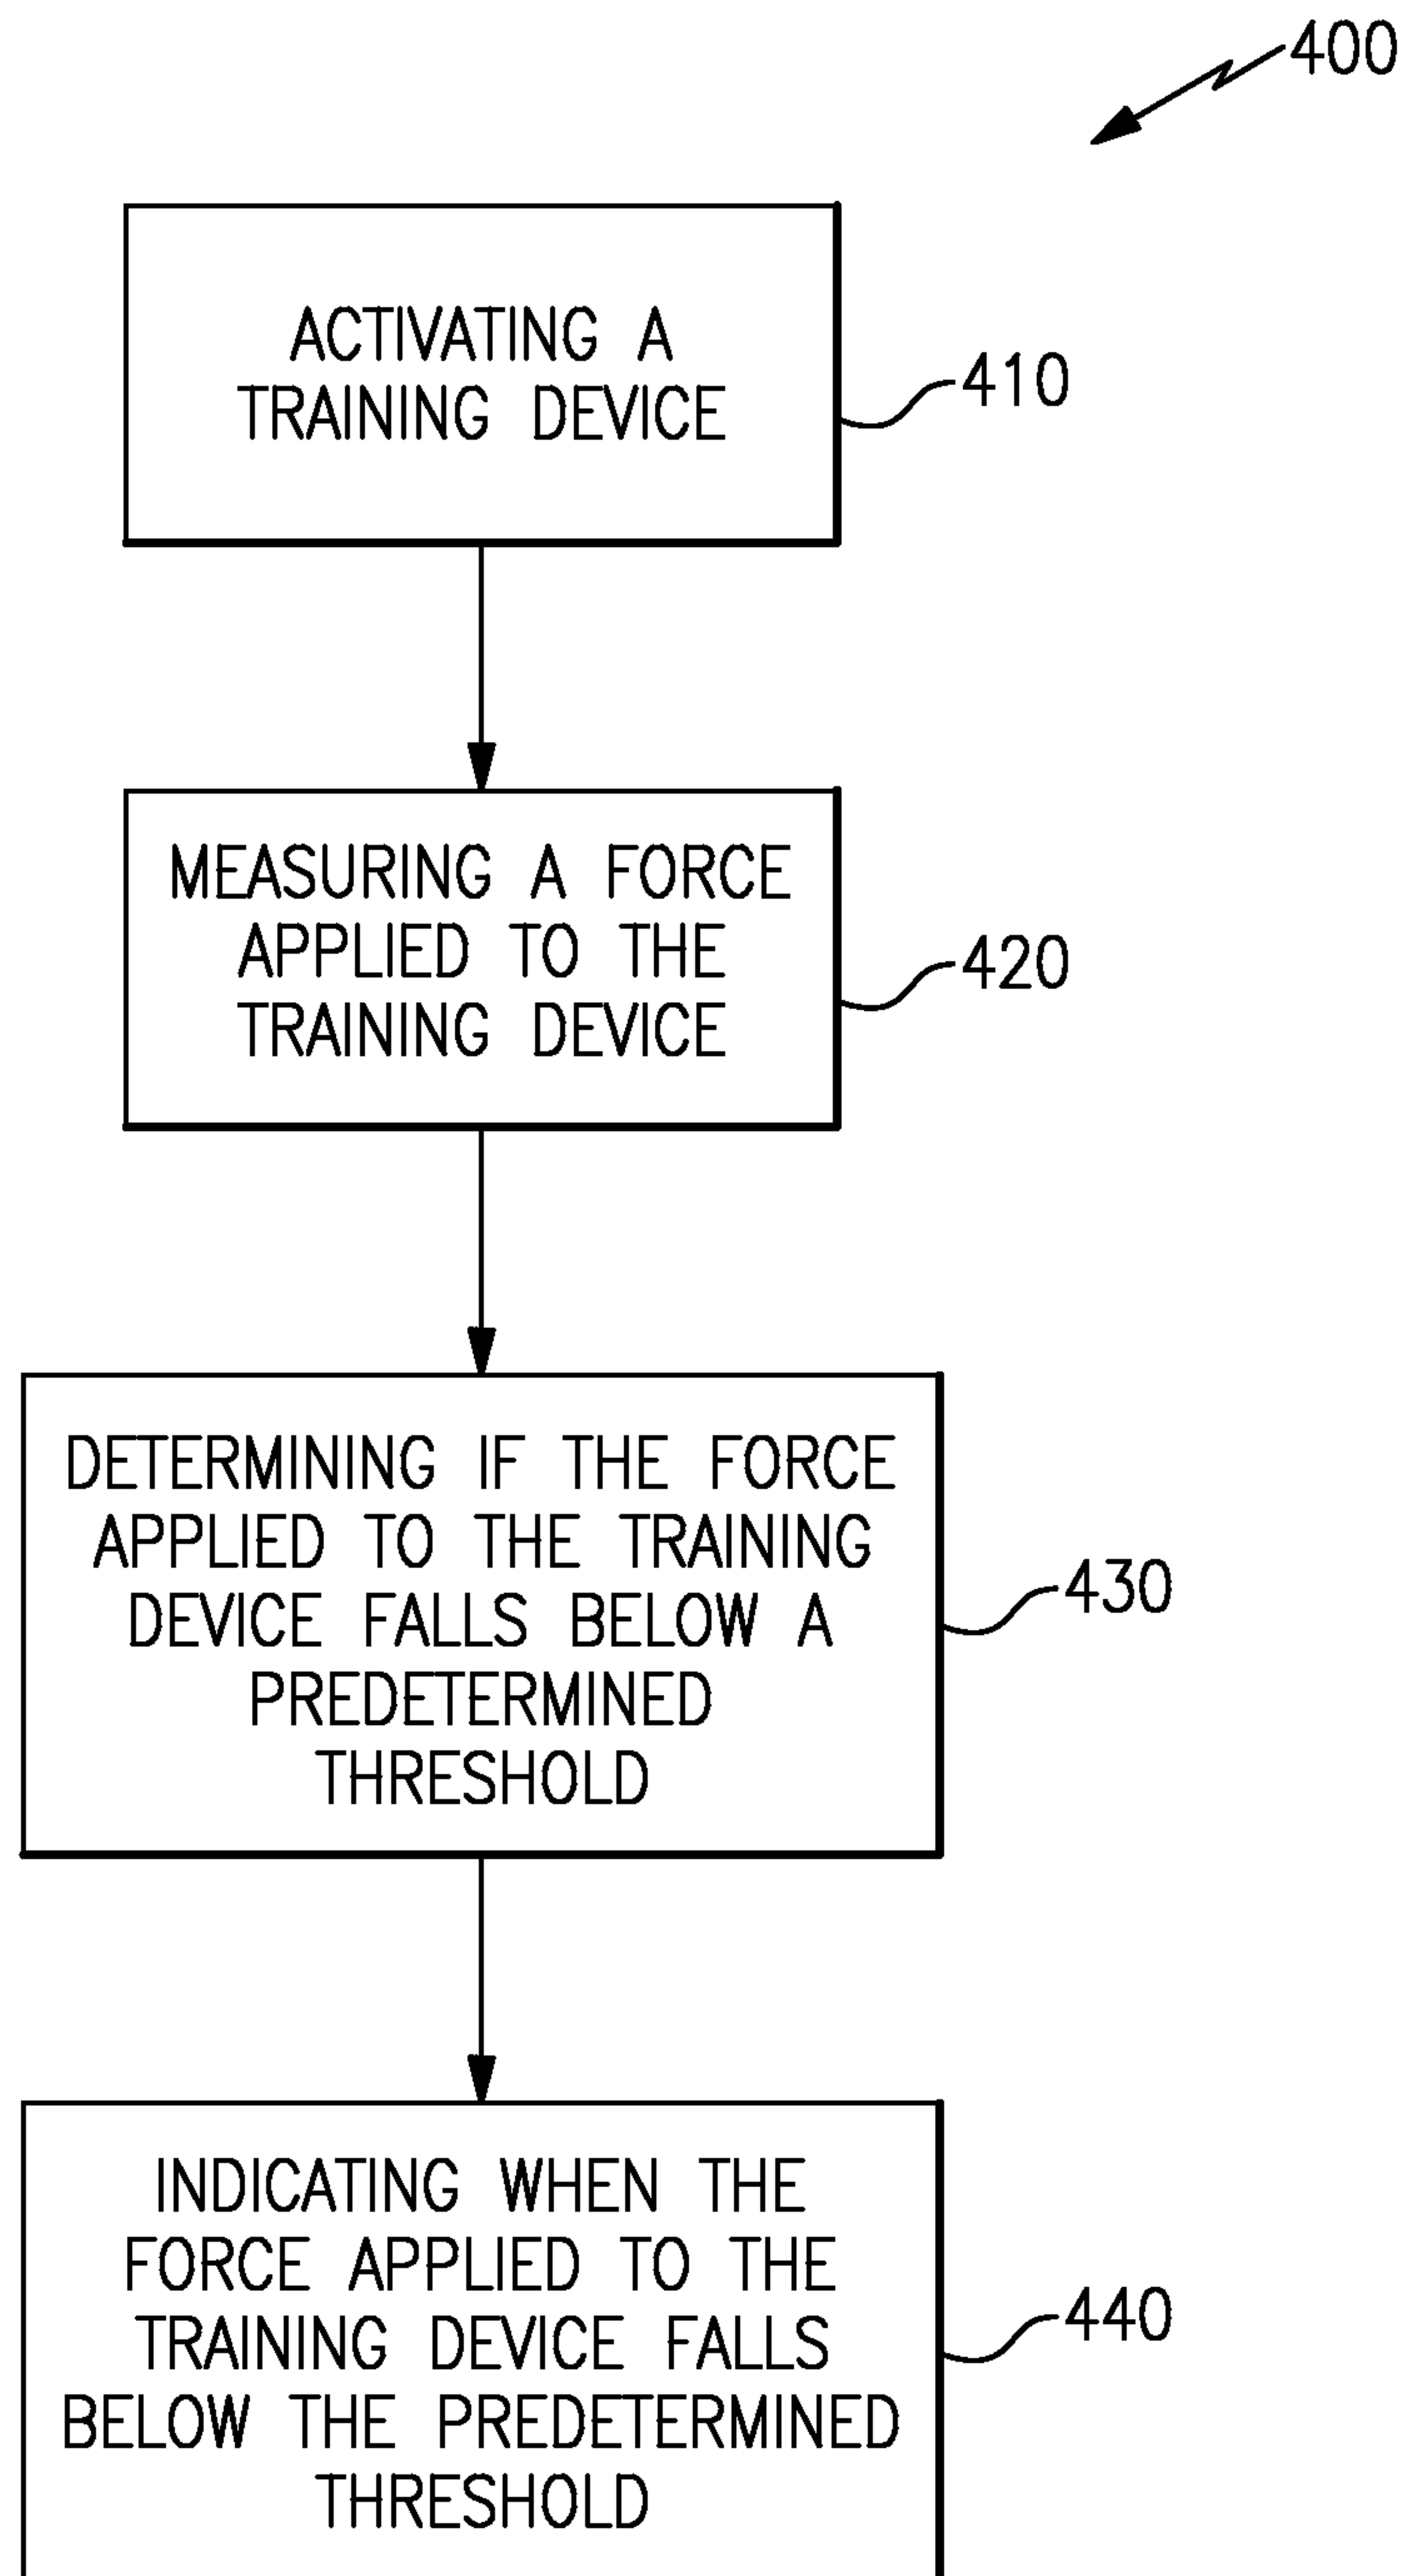 400
ACTIVATING A
TRAINING DEVICE
410
MEASURING A FORCE
APPLIED TO THE
TRAINING DEVICE
420
DETERMINING IF THE FORCE
APPLIED TO THE TRAINING
DEVICE FALLS BELOW A
PREDETERMINED
THRESHOLD
430
INDICATING WHEN THE
FORCE APPLIED TO THE
TRAINING DEVICE FALLS
BELOW THE PREDETERMINED
THRESHOLD
440